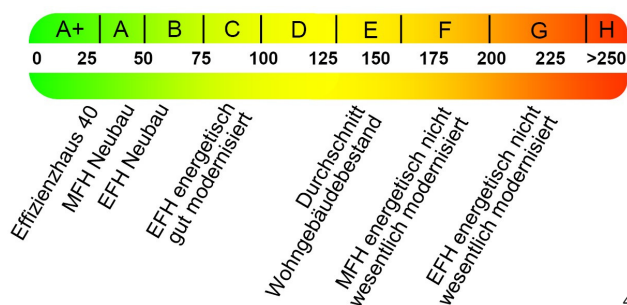 A+ A B C D E F G H
0 25 50 75 100 125 150 175 200 225 >250
Effizienzhaus 40
MFH Neubau
EFH Neubau
EFH energetisch
gut modernisiert
Durchschnitt
Wohngebäudebestand
MFH energetisch nicht
wesentlich modernisiert
EFH energetisch nicht
wesentlich modernisiert